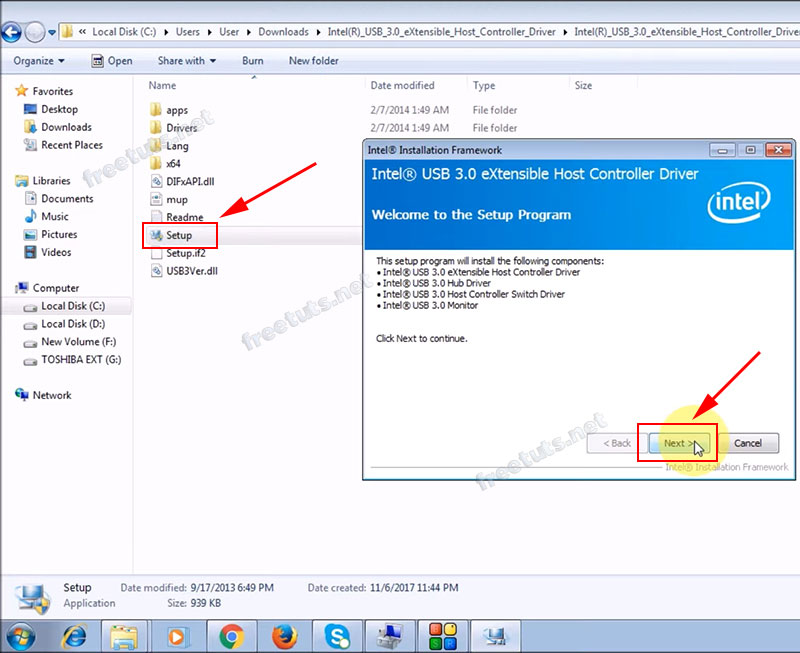 Local Disk (C:) Users User Downloads Intel(R)_USB_3.0_eXtensible_Host_Controller_Driver Intel(R)_USB_3.0_eXtensible_Host_Controller_Driver
Organize Open Share with Burn New folder
Favorites
Desktop
Downloads
Recent Places
Libraries
Documents
Music
Pictures
Videos
Computer
Local Disk (C:)
Local Disk (D:)
New Volume (F:)
TOSHIBA EXT (G:)
Network
Name Date modified Type Size
apps 2/7/2014 1:49 AM File folder
Drivers 2/7/2014 1:49 AM File folder
Lang
x64
DIFxAPI.dll
mup
Readme
Setup
Setup.if2
USB3Ver.dll
Intel® Installation Framework
Intel® USB 3.0 eXtensible Host Controller Driver
Welcome to the Setup Program
intel
This setup program will install the following components:
• Intel® USB 3.0 eXtensible Host Controller Driver
• Intel® USB 3.0 Hub Driver
• Intel® USB 3.0 Host Controller Switch Driver
• Intel® USB 3.0 Monitor
Click Next to continue.
< Back Next > Cancel
Intel® Installation Framework
freetuts.net
freetuts.net
freetuts.net
Setup Date modified: 9/17/2013 6:49 PM Date created: 11/6/2017 11:44 PM
Application Size: 939 KB